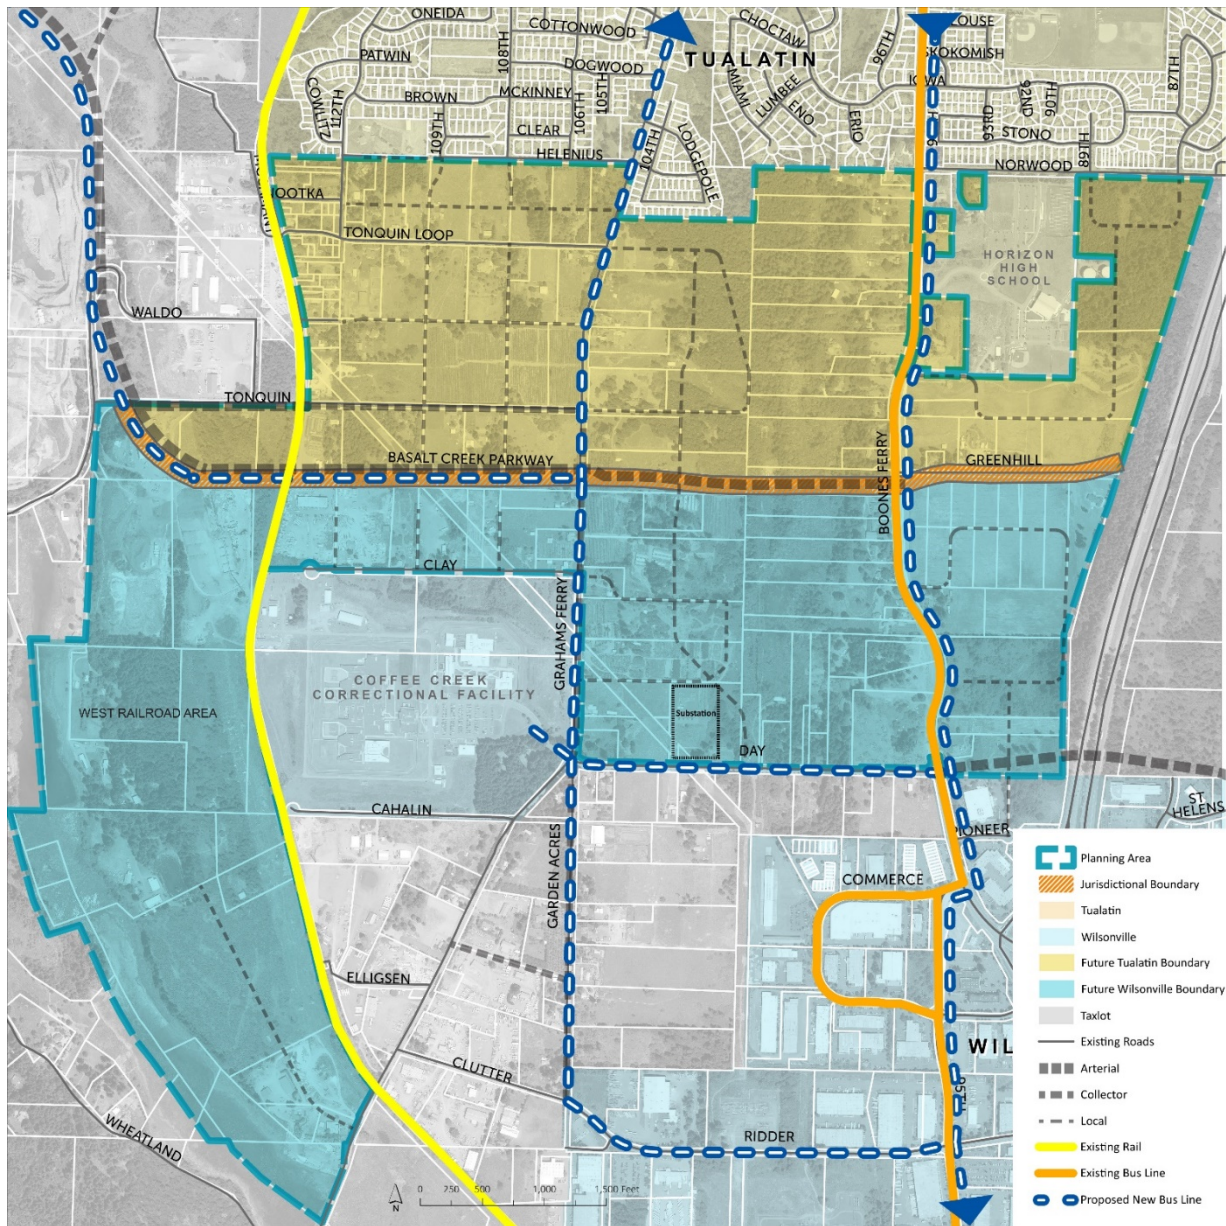 ONEIDA
COTTONWOOD
CHOCTAW
SKOKOMISH
PATWIN
108TH
DOGWOOD
TUALATIN
96TH
IOWA
87TH
COWLITZ
112TH
BROWN
MCKINNEY
106TH
105TH
MIAMI
LUMBEE
ENO
ERIO
93RD
92ND
90TH
109TH
CLEAR
STONO
89TH
HELENIUS
104TH
LODGEPOLE
NORWOOD
TONQUIN LOOP
HORIZON
HIGH
SCHOOL
WALDO
TONQUIN
BASALT CREEK PARKWAY
BOONES FERRY
GREENHILL
CLAY
GRAHAMS FERRY
COFFEE CREEK
CORRECTIONAL FACILITY
WEST RAILROAD AREA
Substation
DAY
CAHALIN
ST
HELENS
PIONEER
GARDEN ACRES
COMMERCE
ELLIGSEN
CLUTTER
WIL
95TH
RIDDER
WHEATLAND
Planning Area
Jurisdictional Boundary
Tualatin
Wilsonville
Future Tualatin Boundary
Future Wilsonville Boundary
Taxlot
Existing Roads
Arterial
Collector
Local
Existing Rail
Existing Bus Line
Proposed New Bus Line
N
0 250 500 1,000 1,500 Feet